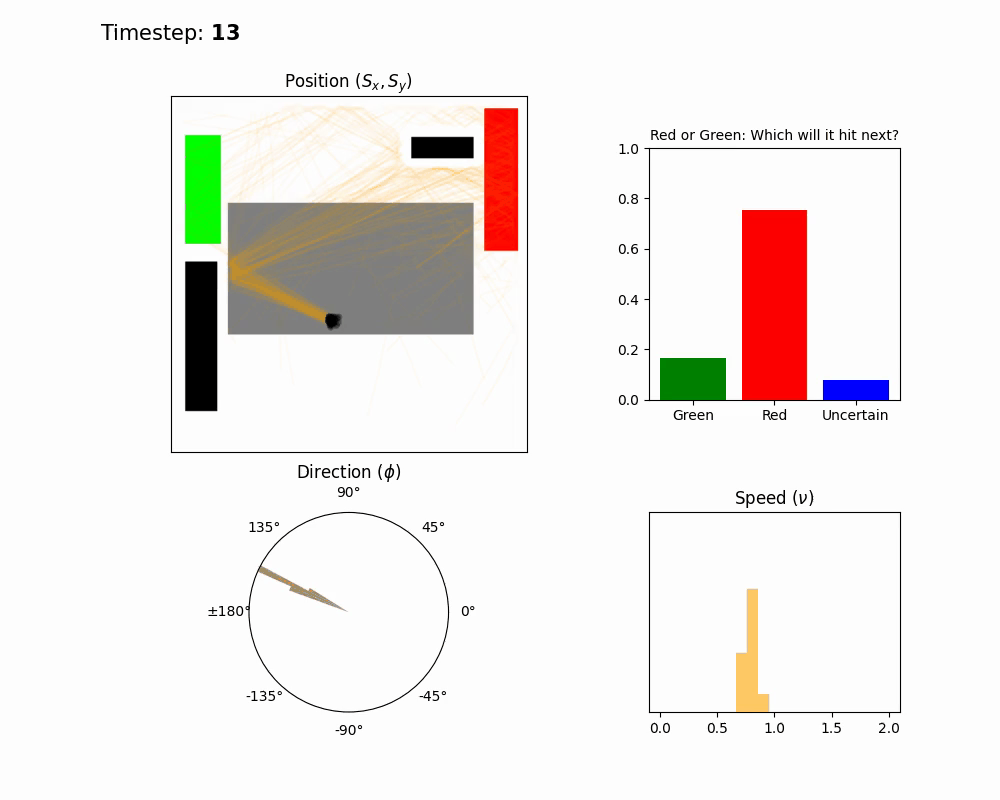 Timestep: 13
Position (Sx, Sy)
Red or Green: Which will it hit next?
1.0
0.8
0.6
0.4
0.2
0.0
Green Red Uncertain
Direction (ϕ)
90°
135° 45°
±180° 0°
-135° -45°
-90°
Speed (ν)
0.0 0.5 1.0 1.5 2.0